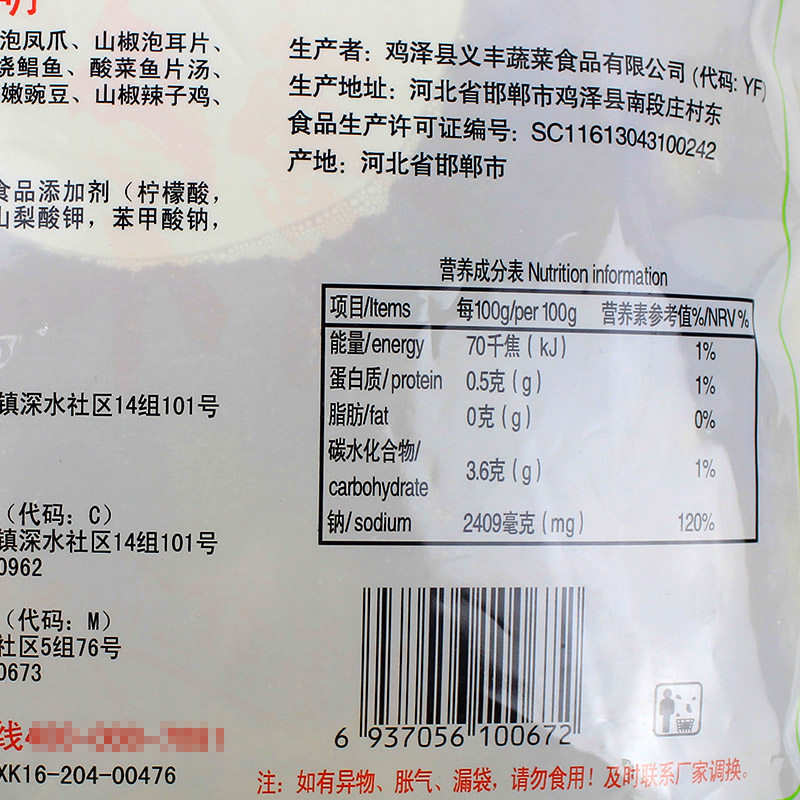 泡凤爪、山椒泡耳片、
烧鲳鱼、酸菜鱼片汤、
嫩豌豆、山椒辣子鸡、
食品添加剂（柠檬酸，
山梨酸钾，苯甲酸钠，
镇深水社区14组101号
（代码：C）
镇深水社区14组101号
0962
（代码：M）
社区5组76号
0673
线
XK16-204-00476
生产者：鸡泽县义丰蔬菜食品有限公司（代码：YF）
生产地址：河北省邯郸市鸡泽县南段庄村东
食品生产许可证编号：SC11613043100242
产地：河北省邯郸市
营养成分表 Nutrition information
项目/Items 每100g/per 100g 营养素参考值%/NRV%
能量/energy 70千焦（kJ） 1%
蛋白质/protein 0.5克（g） 1%
脂肪/fat 0克（g） 0%
碳水化合物/
carbohydrate 3.6克（g） 1%
钠/sodium 2409毫克（mg） 120%
6 937056 100672
注：如有异物、胀气、漏袋，请勿食用！及时联系厂家调换。